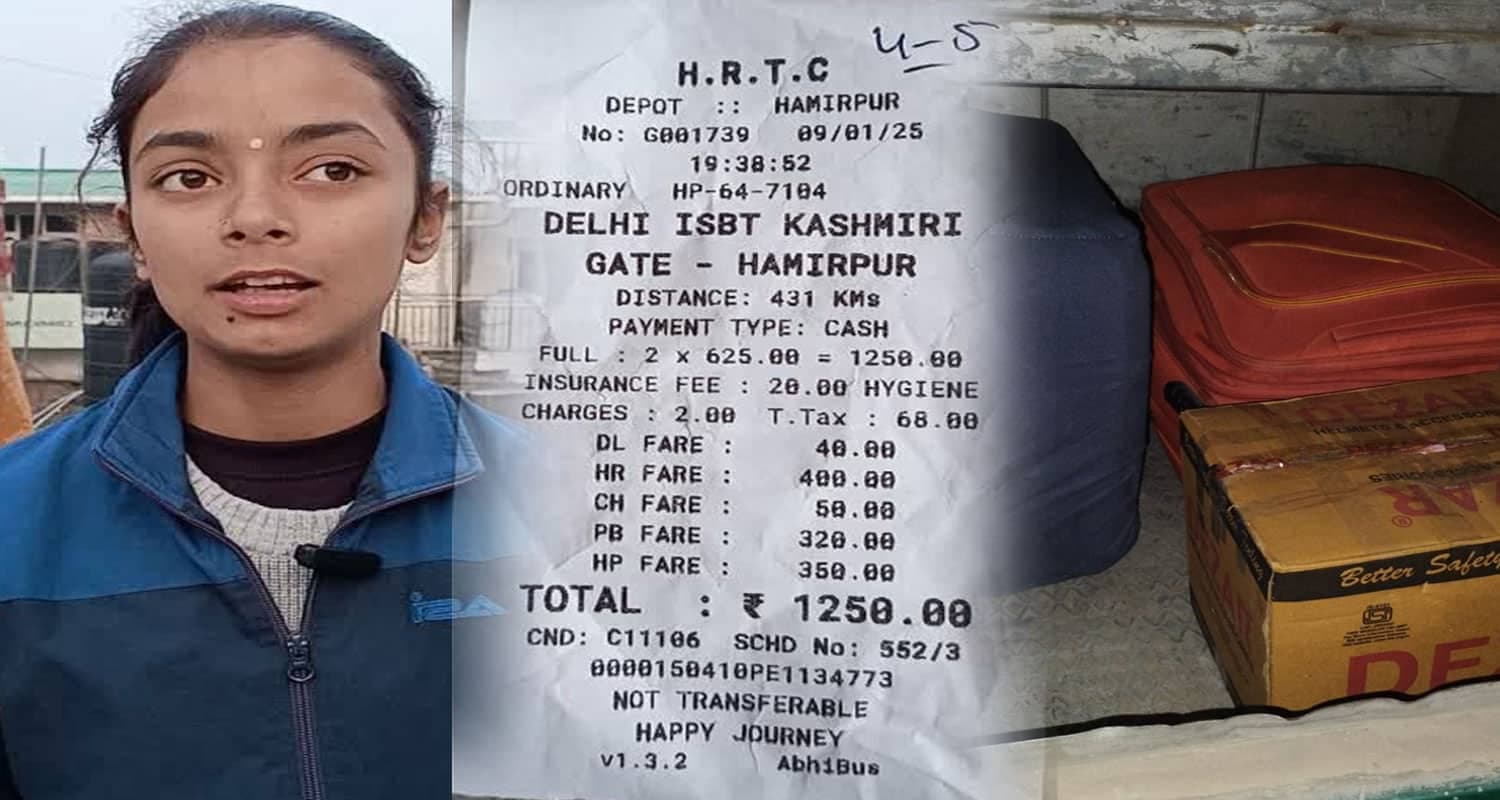 4-5
H.R.T.C
DEPOT :: HAMIRPUR
No: G001739 09/01/25
19:38:52
ORDINARY HP-64-7104
DELHI ISBT KASHMIRI
GATE - HAMIRPUR
DISTANCE: 431 KMs
PAYMENT TYPE: CASH
FULL : 2 x 625.00 = 1250.00
INSURANCE FEE : 20.00 HYGIENE
CHARGES : 2.00 T.Tax : 68.00
DL FARE : 40.00
HR FARE : 400.00
CH FARE : 50.00
PB FARE : 320.00
HP FARE : 350.00
TOTAL : ₹ 1250.00
CND: C11106 SCHD No: 552/3
0000150410PE1134773
NOT TRANSFERABLE
HAPPY JOURNEY
v1.3.2 AbhiBus
DEZAR
HELMETS & ACCESSOR
ZAR®
Better Safety